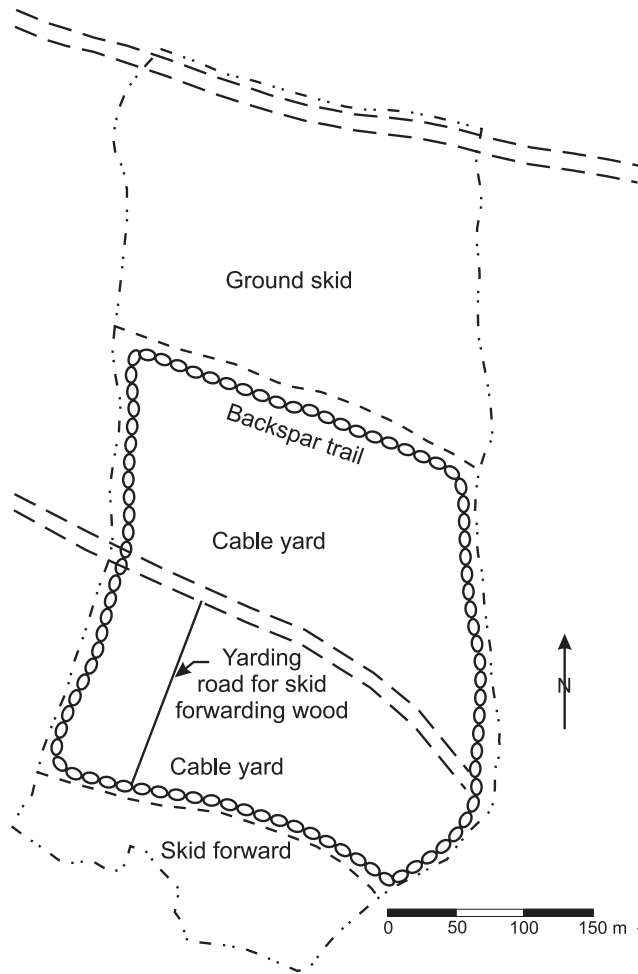 Ground skid
Backspar trail
Cable yard
Yarding
road for skid
forwarding wood
N
Cable yard
Skid forward
0 50 100 150 m